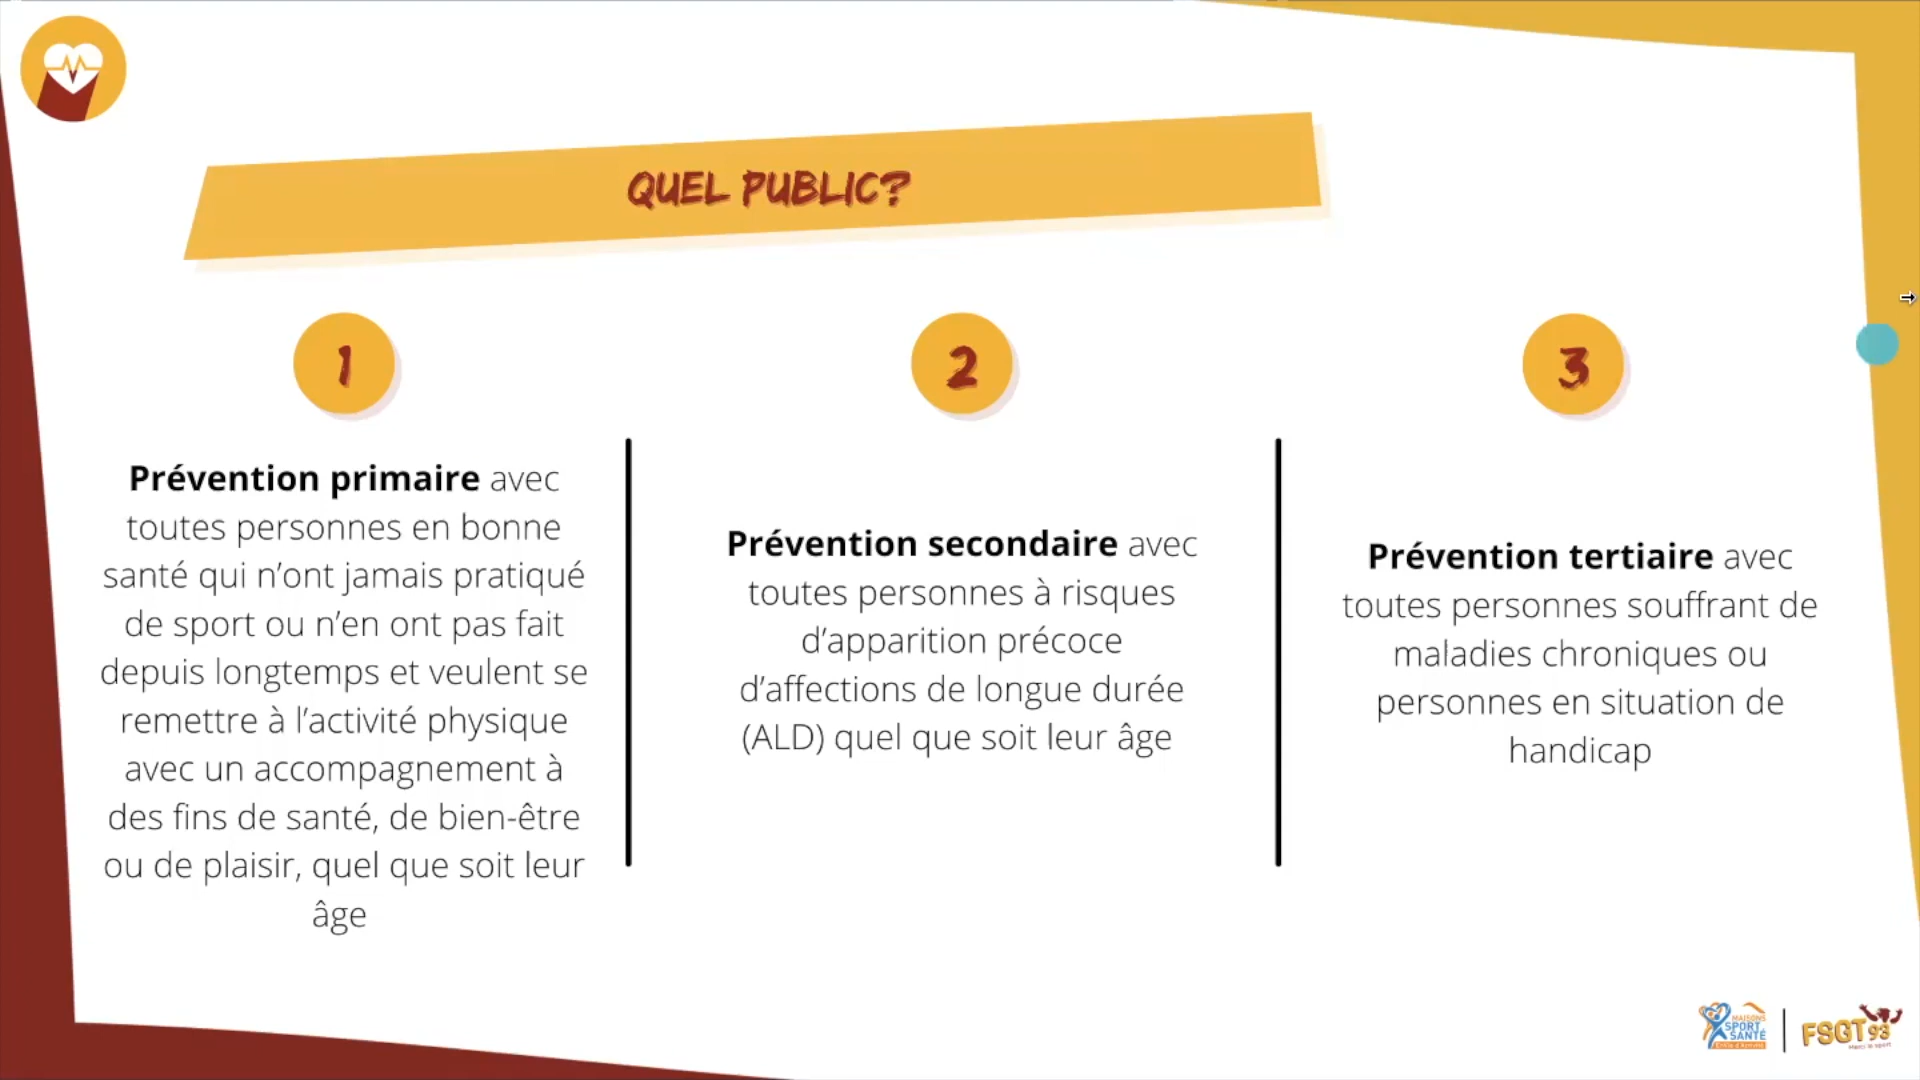 QUEL PUBLIC?
1
Prévention primaire avec
toutes personnes en bonne
santé qui n’ont jamais pratiqué
de sport ou n’en ont pas fait
depuis longtemps et veulent se
remettre à l’activité physique
avec un accompagnement à
des fins de santé, de bien-être
ou de plaisir, quel que soit leur
âge
2
Prévention secondaire avec
toutes personnes à risques
d’apparition précoce
d’affections de longue durée
(ALD) quel que soit leur âge
3
Prévention tertiaire avec
toutes personnes souffrant de
maladies chroniques ou
personnes en situation de
handicap
MAISONS
SPORT
SANTÉ
FSGT 93